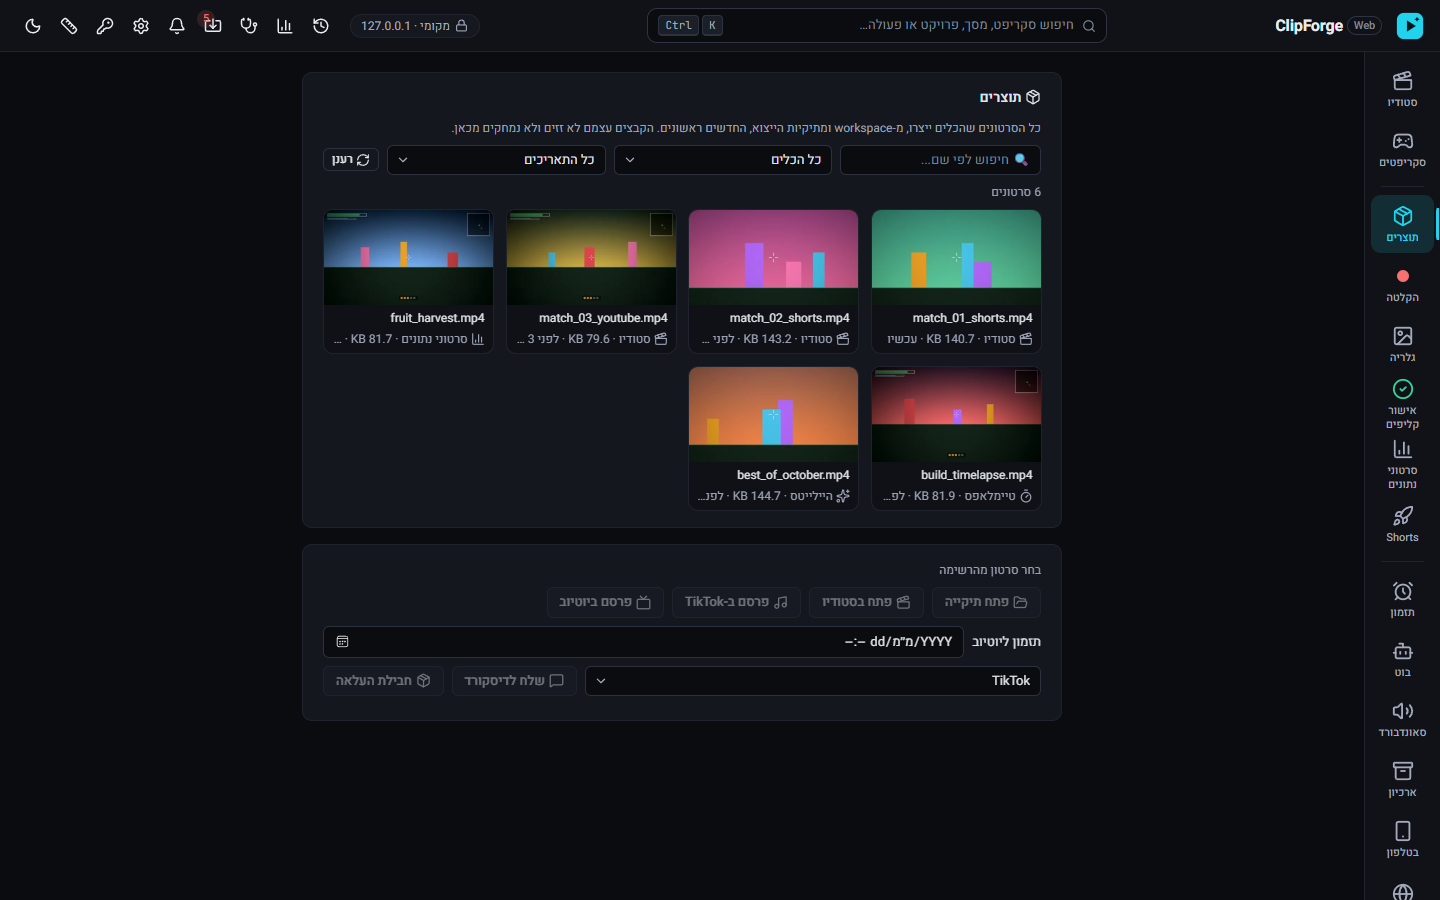 ClipForge Web
חיפוש סקריפט, מסך, פרויקט או פעולה...
Ctrl K
מקומי · 127.0.0.1
5
סטודיו
סקריפטים
תוצרים
הקלטה
גלריה
אישור
קליפים
סרטוני
נתונים
Shorts
תזמון
בוט
סאונדבורד
ארכיון
בטלפון
תוצרים
כל הסרטונים שהכלים ייצרו, מ-workspace ומתיקיות הייצוא, החדשים ראשונים. הקבצים עצמם לא זזים ולא נמחקים מכאן.
חיפוש לפי שם...
כל הכלים
כל התאריכים
רענן
6 סרטונים
match_01_shorts.mp4
סטודיו · 140.7 KB · עכשיו
match_02_shorts.mp4
סטודיו · 143.2 KB · לפני ...
match_03_youtube.mp4
סטודיו · 79.6 KB · לפני 3 ...
fruit_harvest.mp4
סרטוני נתונים · 81.7 KB · ...
build_timelapse.mp4
טיימלאפס · 81.9 KB · לפ...
best_of_october.mp4
היילייטס · 144.7 KB · לפנ...
בחר סרטון מהרשימה
פתח תיקייה
פתח בסטודיו
פרסם ב-TikTok
פרסם ביוטיוב
תזמון ליוטיוב
dd/מ״מ/YYYY –:–
TikTok
שלח לדיסקורד
חבילת העלאה